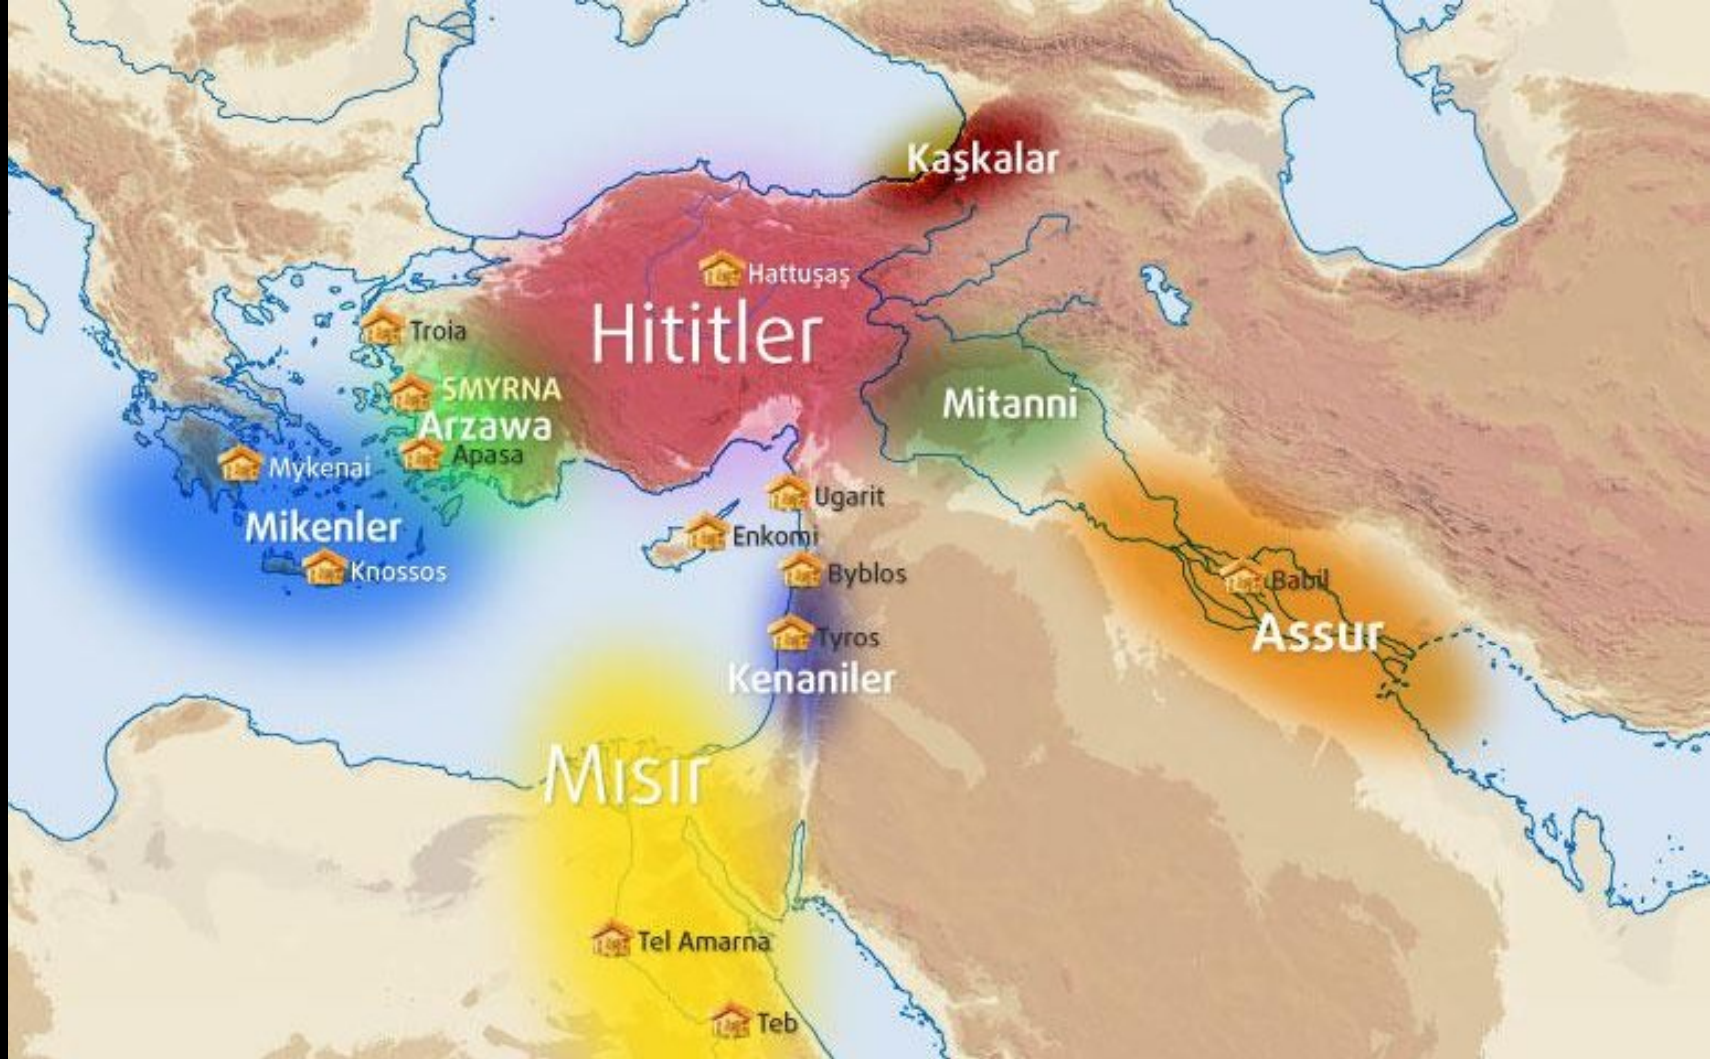 Kaşkalar
Hattuşaş
Hititler
Troia
SMYRNA
Arzawa
Apasa
Mitanni
Mykenai
Mikenler
Knossos
Ugarit
Enkomi
Byblos
Babil
Assur
Tyros
Kenaniler
Mısır
Tel Amarna
Teb